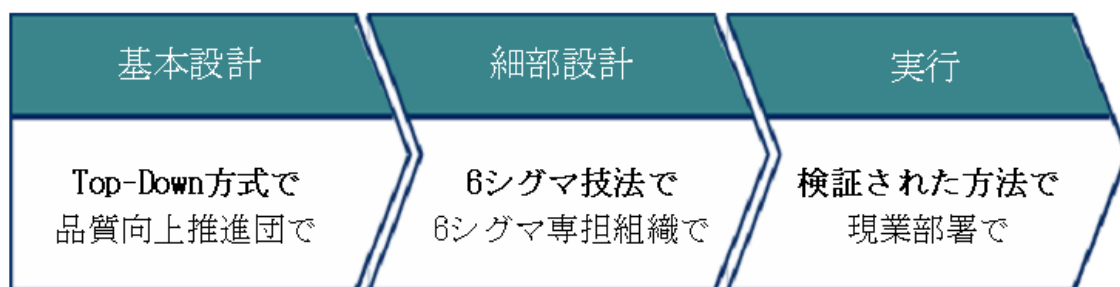 基本設計
細部設計
実行
Top-Down方式で
品質向上推進団で
6シグマ技法で
6シグマ専担組織で
検証された方法で
現業部署で